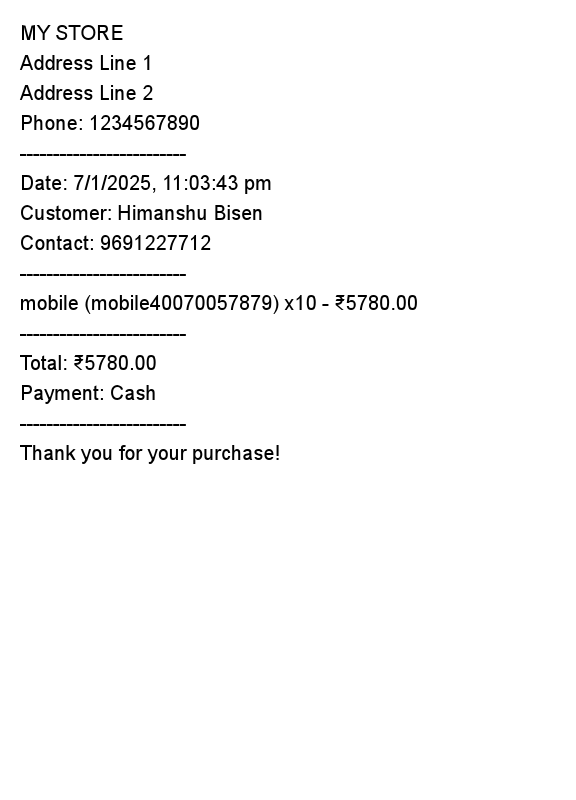 MY STORE
Address Line 1
Address Line 2
Phone: 1234567890
-------------------------
Date: 7/1/2025, 11:03:43 pm
Customer: Himanshu Bisen
Contact: 9691227712
-------------------------
mobile (mobile40070057879) x10 - ₹5780.00
-------------------------
Total: ₹5780.00
Payment: Cash
-------------------------
Thank you for your purchase!